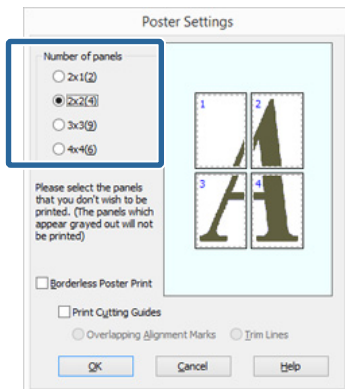 Poster Settings
Number of panels
2x1(2)
2x2(4)
3x3(9)
4x4(6)
1 2
3 4
Please select the panels
that you don't wish to be
printed. (The panels which
appear grayed out will not
be printed)
Borderless Poster Print
Print Cutting Guides
Overlapping Alignment Marks Trim Lines
OK Cancel Help